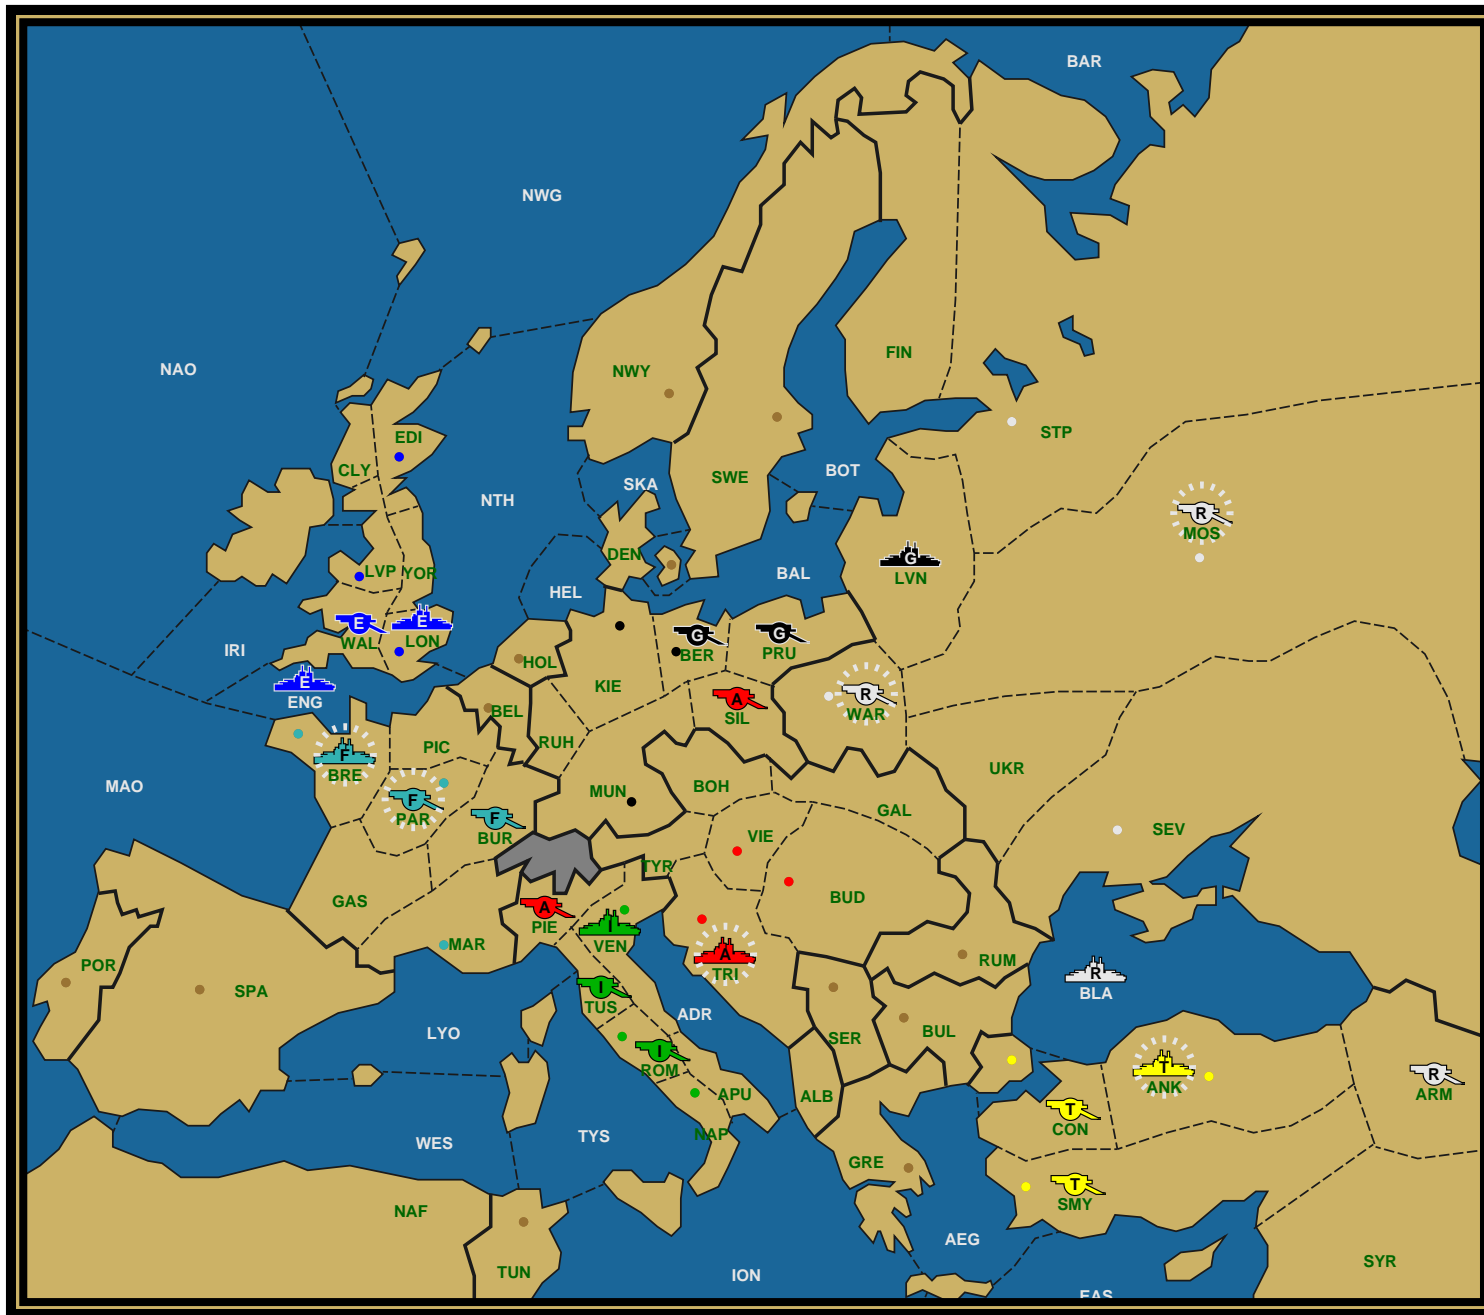 BAR
NWG
NAO
FIN
NWY
STP
EDI
CLY
SWE
BOT
SKA
NTH
R
MOS
DEN
G
LVN
LVP
YOR
BAL
HEL
E
WAL
E
LON
G
BER
G
PRU
IRI
HOL
KIE
E
ENG
A
SIL
R
WAR
BEL
RUH
PIC
F
BRE
UKR
MAO
F
PAR
MUN
BOH
GAL
F
BUR
VIE
SEV
TYR
GAS
BUD
A
PIE
I
VEN
MAR
POR
SPA
A
TRI
RUM
R
BLA
I
TUS
ADR
LYO
SER
BUL
I
ROM
T
ANK
R
ARM
APU
ALB
T
CON
NAP
WES
TYS
GRE
T
SMY
NAF
AEG
SYR
TUN
ION
EAS